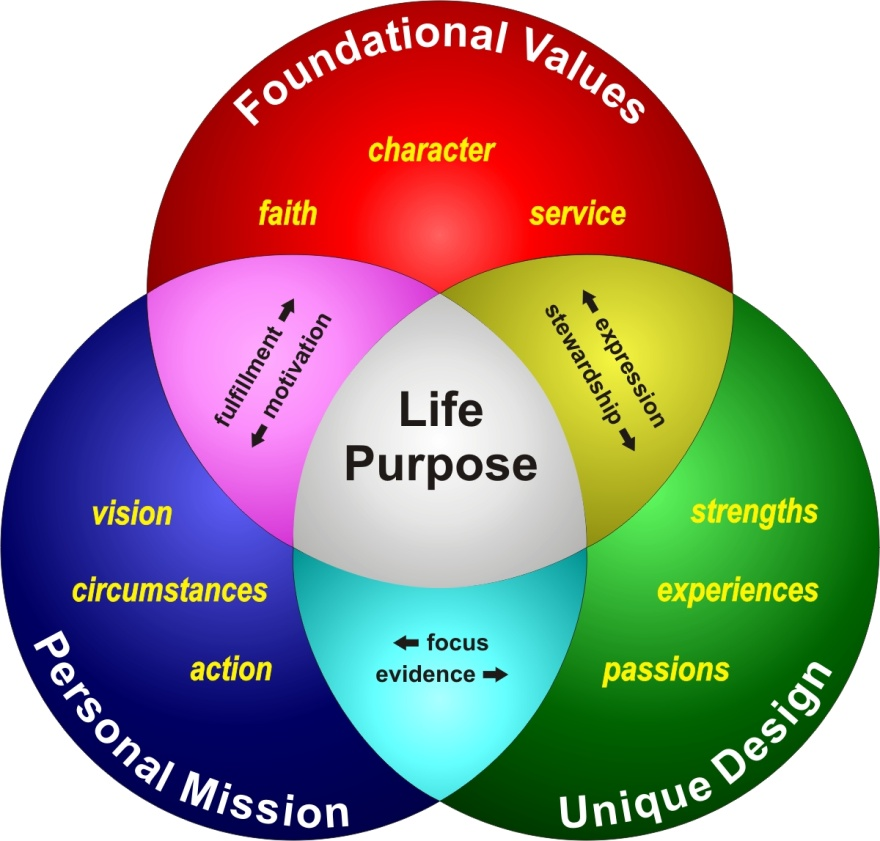 Foundational Values
character
faith
service
fulfillment
motivation
expression
stewardship
Life
Purpose
vision
circumstances
action
strengths
experiences
passions
focus
evidence
Personal Mission
Unique Design